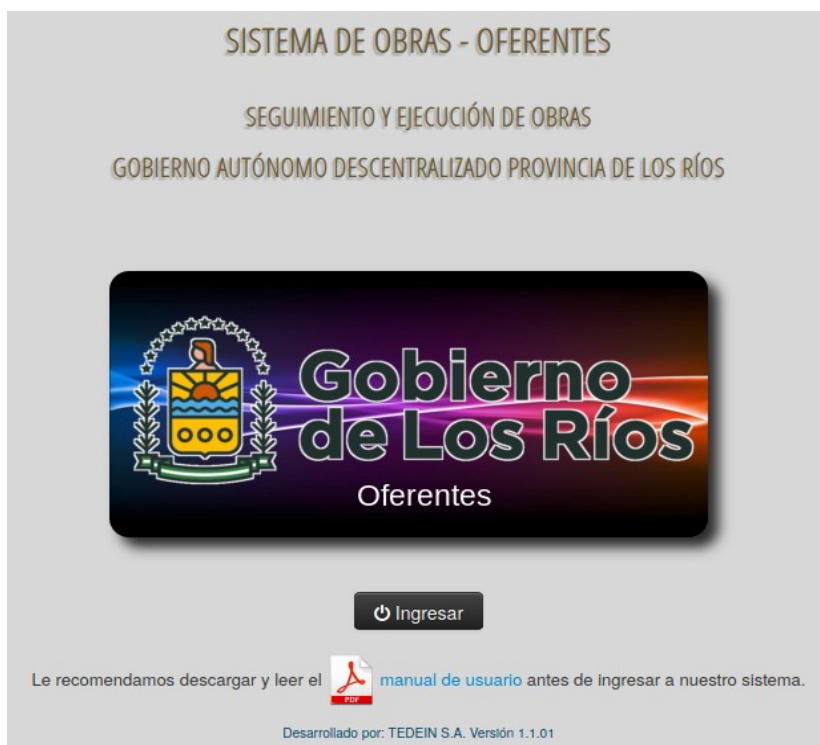 SISTEMA DE OBRAS - OFERENTES
SEGUIMIENTO Y EJECUCIÓN DE OBRAS
GOBIERNO AUTÓNOMO DESCENTRALIZADO PROVINCIA DE LOS RÍOS
Gobierno
de Los Ríos
Oferentes
Ingresar
Le recomendamos descargar y leer el PDF manual de usuario antes de ingresar a nuestro sistema.
Desarrollado por: TEDEIN S.A. Versión 1.1.01